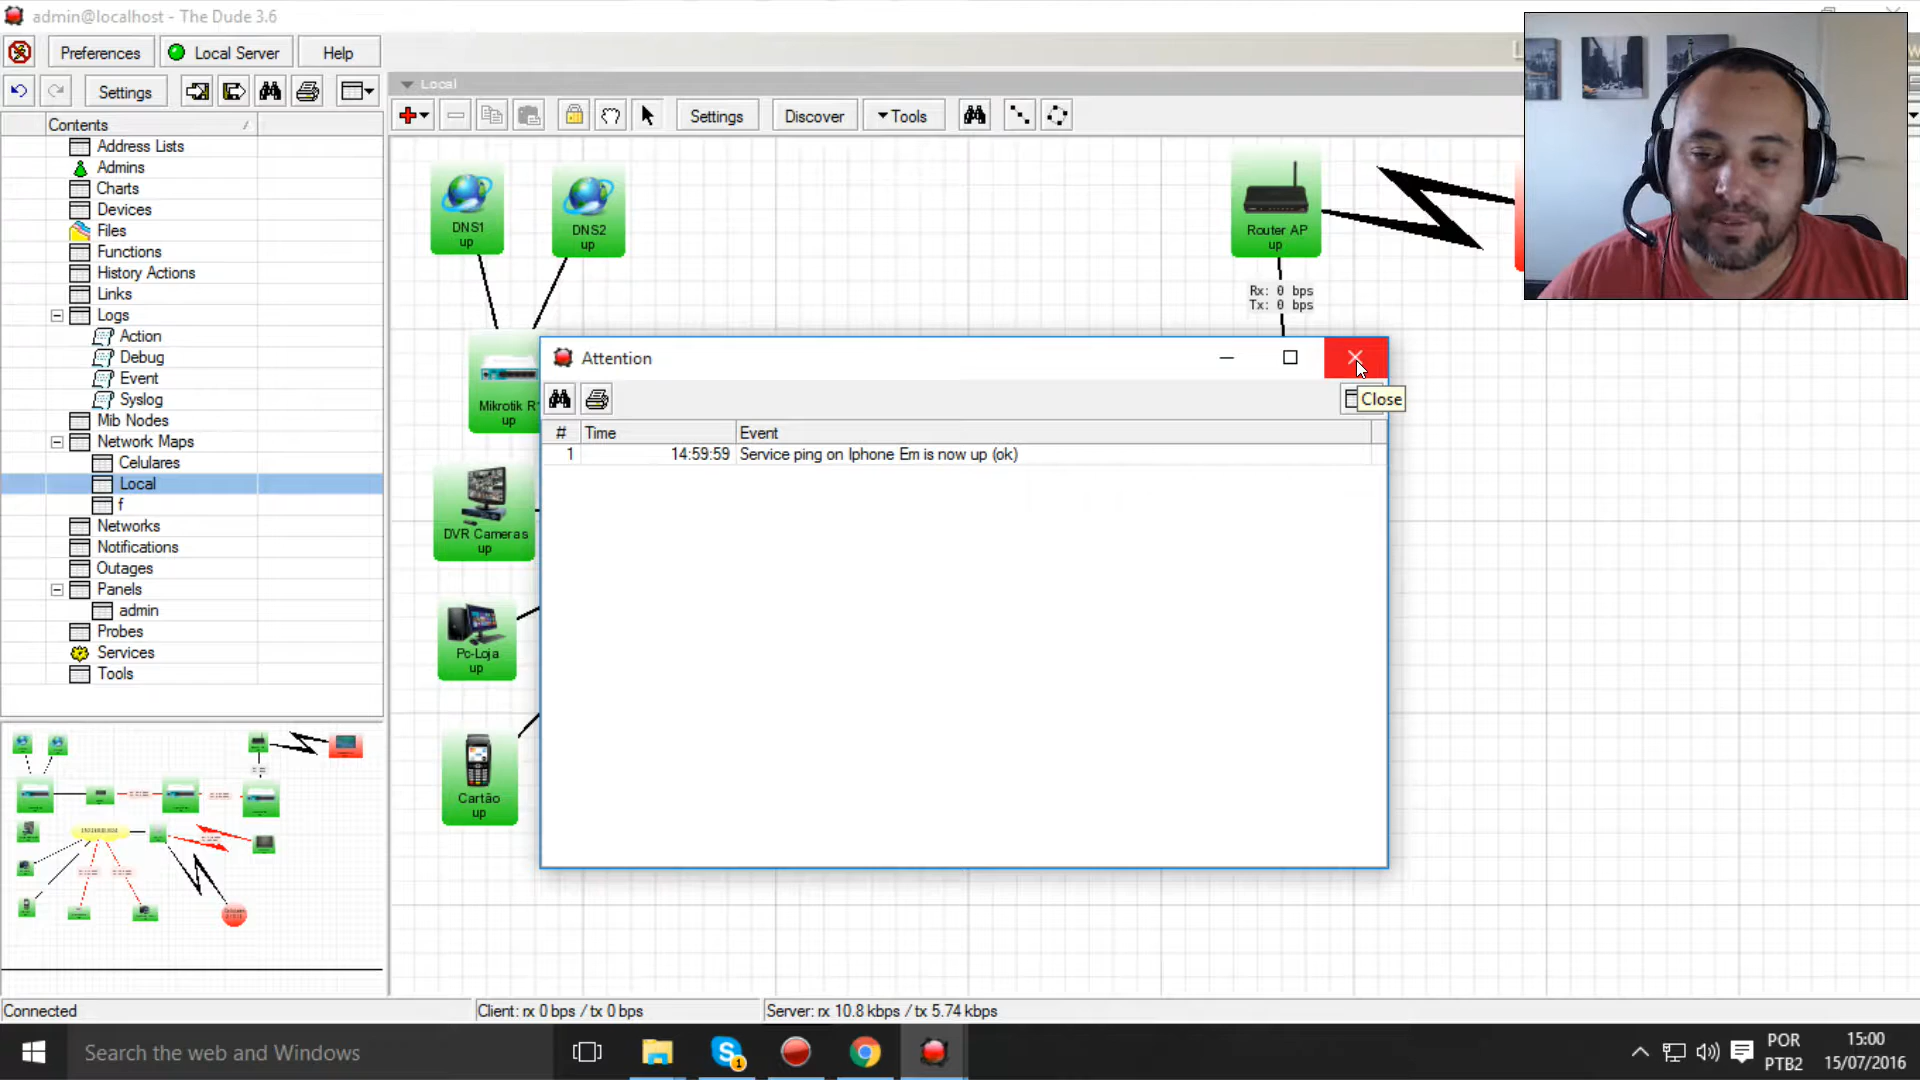 admin@localhost - The Dude 3.6
Preferences
Local Server
Help
Settings
Local
Settings
Discover
Tools
Contents
Address Lists
Admins
Charts
Devices
Files
Functions
History Actions
Links
Logs
Action
Debug
Event
Syslog
Mib Nodes
Network Maps
Celulares
Local
f
Networks
Notifications
Outages
Panels
admin
Probes
Services
Tools
DNS1
up
DNS2
up
Router AP
up
Rx: 0 bps
Tx: 0 bps
Mikrotik R
up
DVR Cameras
up
Pc-Loja
up
Cartão
up
Attention
Close
# Time Event
1 14:59:59 Service ping on Iphone Em is now up (ok)
Connected
Client: rx 0 bps / tx 0 bps
Server: rx 10.8 kbps / tx 5.74 kbps
Search the web and Windows
1
POR
PTB2
15:00
15/07/2016